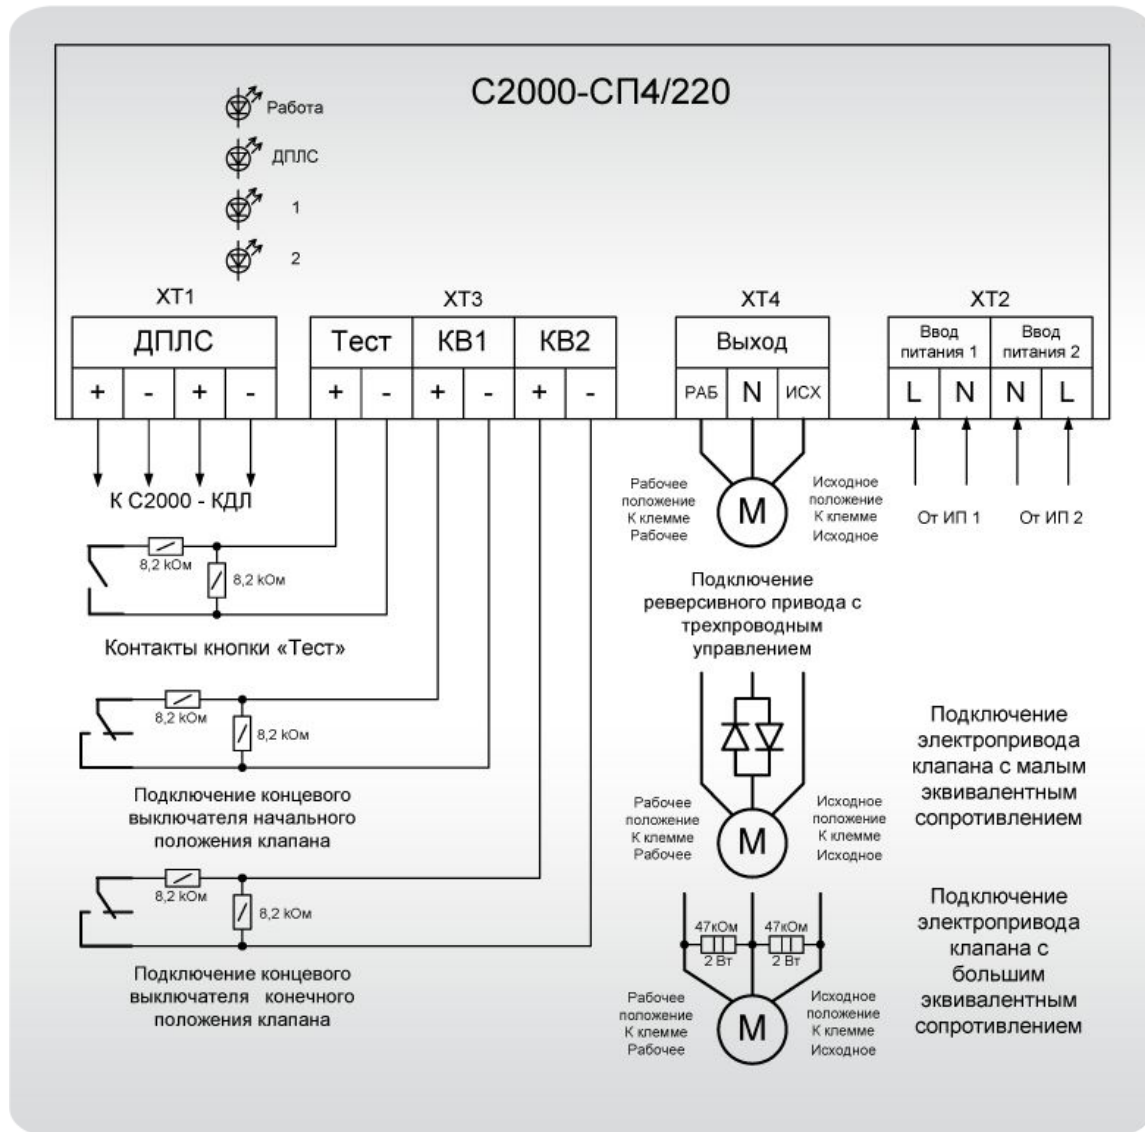 С2000-СП4/220
Работа
ДПЛС
1
2
ХТ1
ДПЛС
+ - + -
К С2000 - КДЛ
ХТ3
Тест КВ1 КВ2
+ - + - + -
ХТ4
Выход
РАБ N ИСХ
ХТ2
Ввод
питания 1
Ввод
питания 2
L N N L
От ИП 1 От ИП 2
8,2 кОм
8,2 кОм
Контакты кнопки «Тест»
8,2 кОм
8,2 кОм
Подключение концевого
выключателя начального
положения клапана
8,2 кОм
8,2 кОм
Подключение концевого
выключателя конечного
положения клапана
Рабочее
положение
К клемме
Рабочее
М
Исходное
положение
К клемме
Исходное
Подключение
реверсивного привода с
трехпроводным
управлением
Рабочее
положение
К клемме
Рабочее
М
Исходное
положение
К клемме
Исходное
Подключение
электропривода
клапана с малым
эквивалентным
сопротивлением
47кОм 47кОм
2 Вт 2 Вт
Рабочее
положение
К клемме
Рабочее
М
Исходное
положение
К клемме
Исходное
Подключение
электропривода
клапана с
большим
эквивалентным
сопротивлением